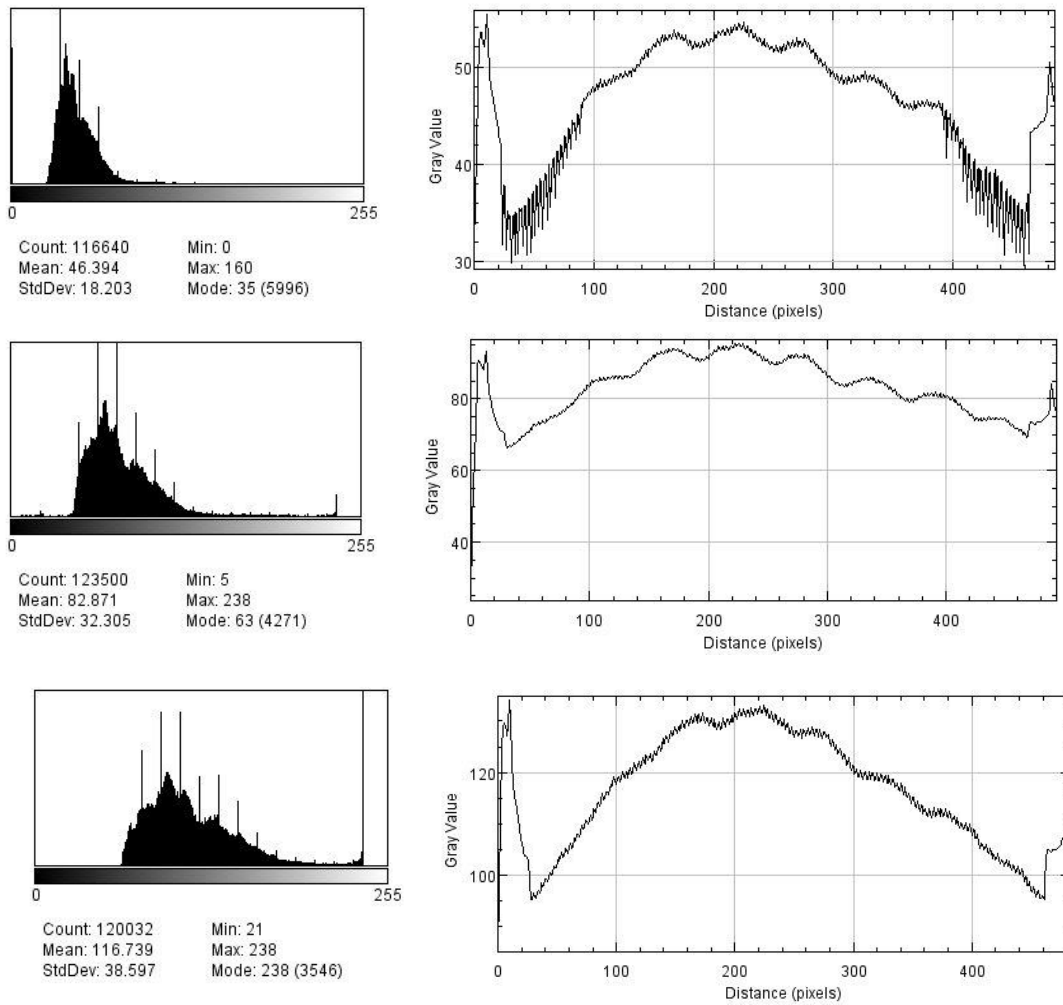 50
40
30
Gray Value
0 255
0 100 200 300 400
Distance (pixels)
Count: 116640 Min: 0
Mean: 46.394 Max: 160
StdDev: 18.203 Mode: 35 (5996)
80
60
40
Gray Value
0 255
0 100 200 300 400
Distance (pixels)
Count: 123500 Min: 5
Mean: 82.871 Max: 238
StdDev: 32.305 Mode: 63 (4271)
120
100
Gray Value
0 255
0 100 200 300 400
Distance (pixels)
Count: 120032 Min: 21
Mean: 116.739 Max: 238
StdDev: 38.597 Mode: 238 (3546)